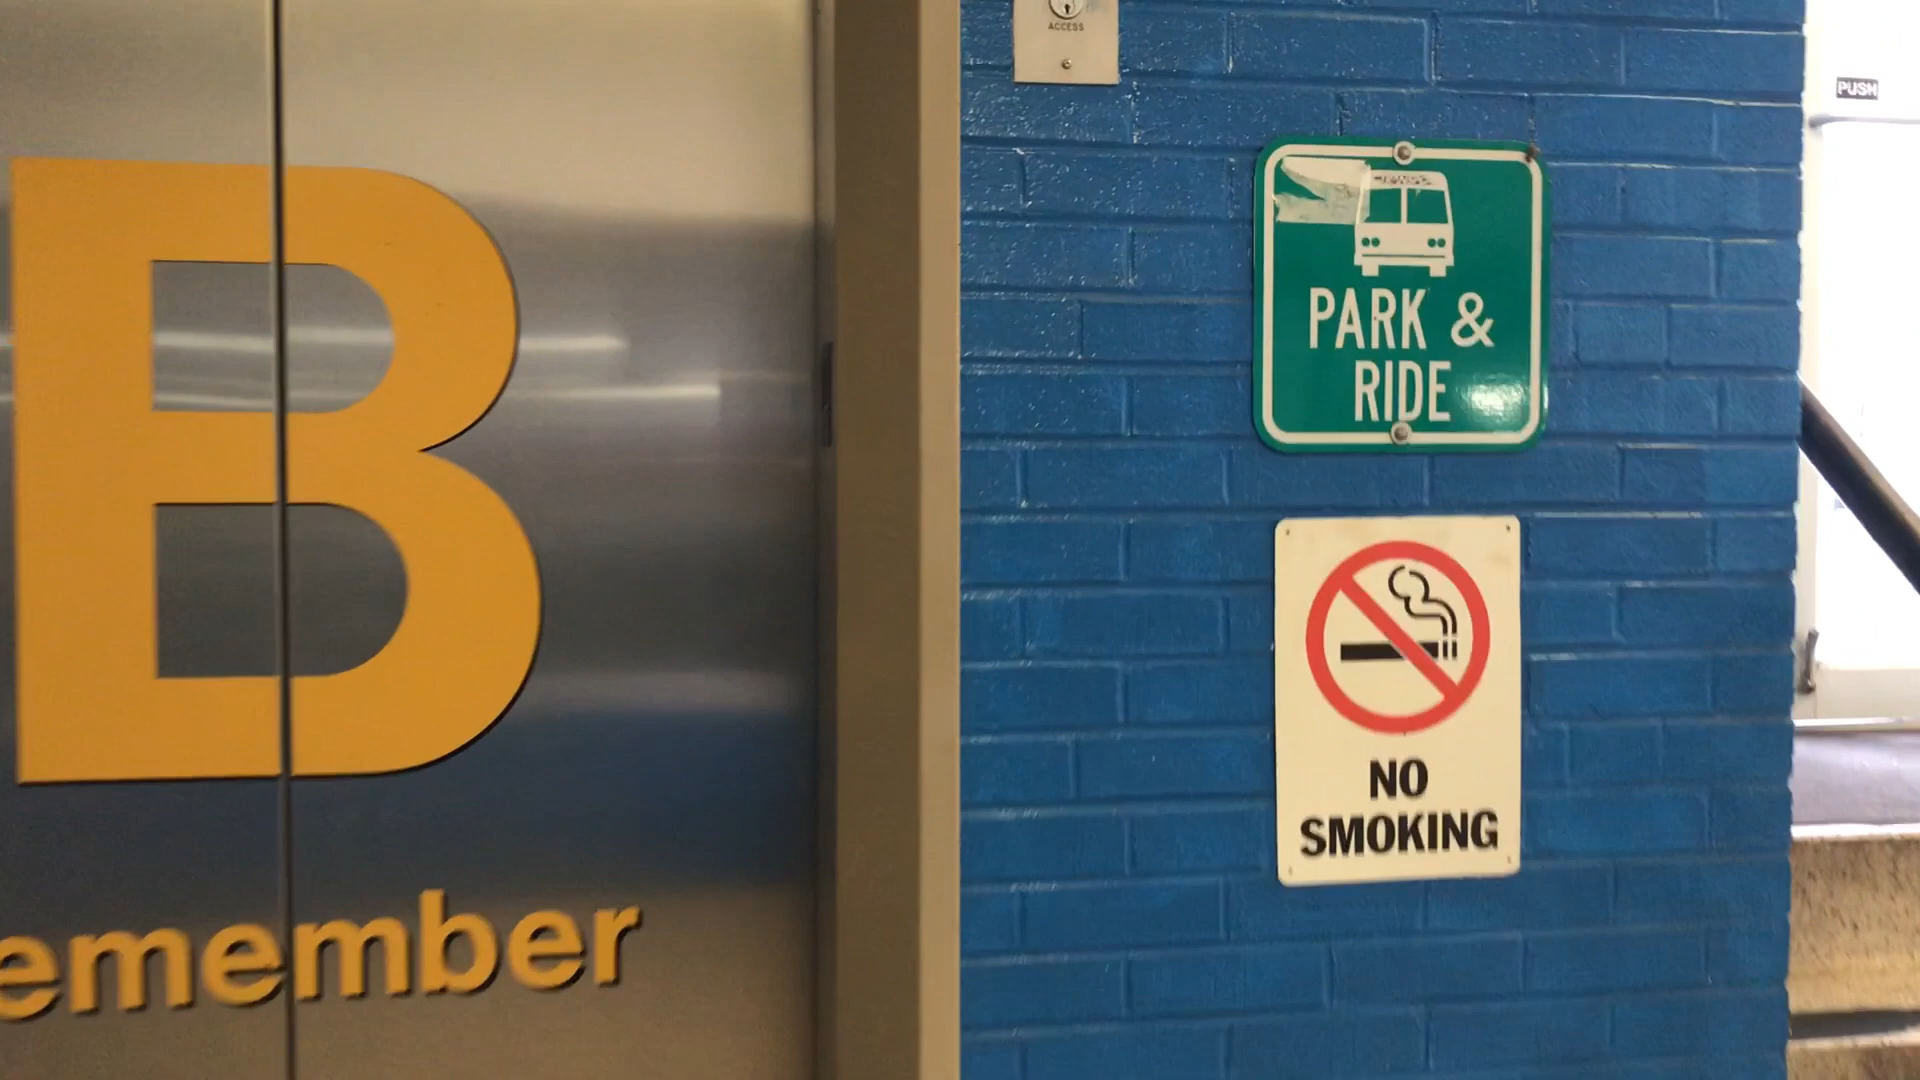 B
emember
ACCESS
PARK &
RIDE
NO
SMOKING
PUSH